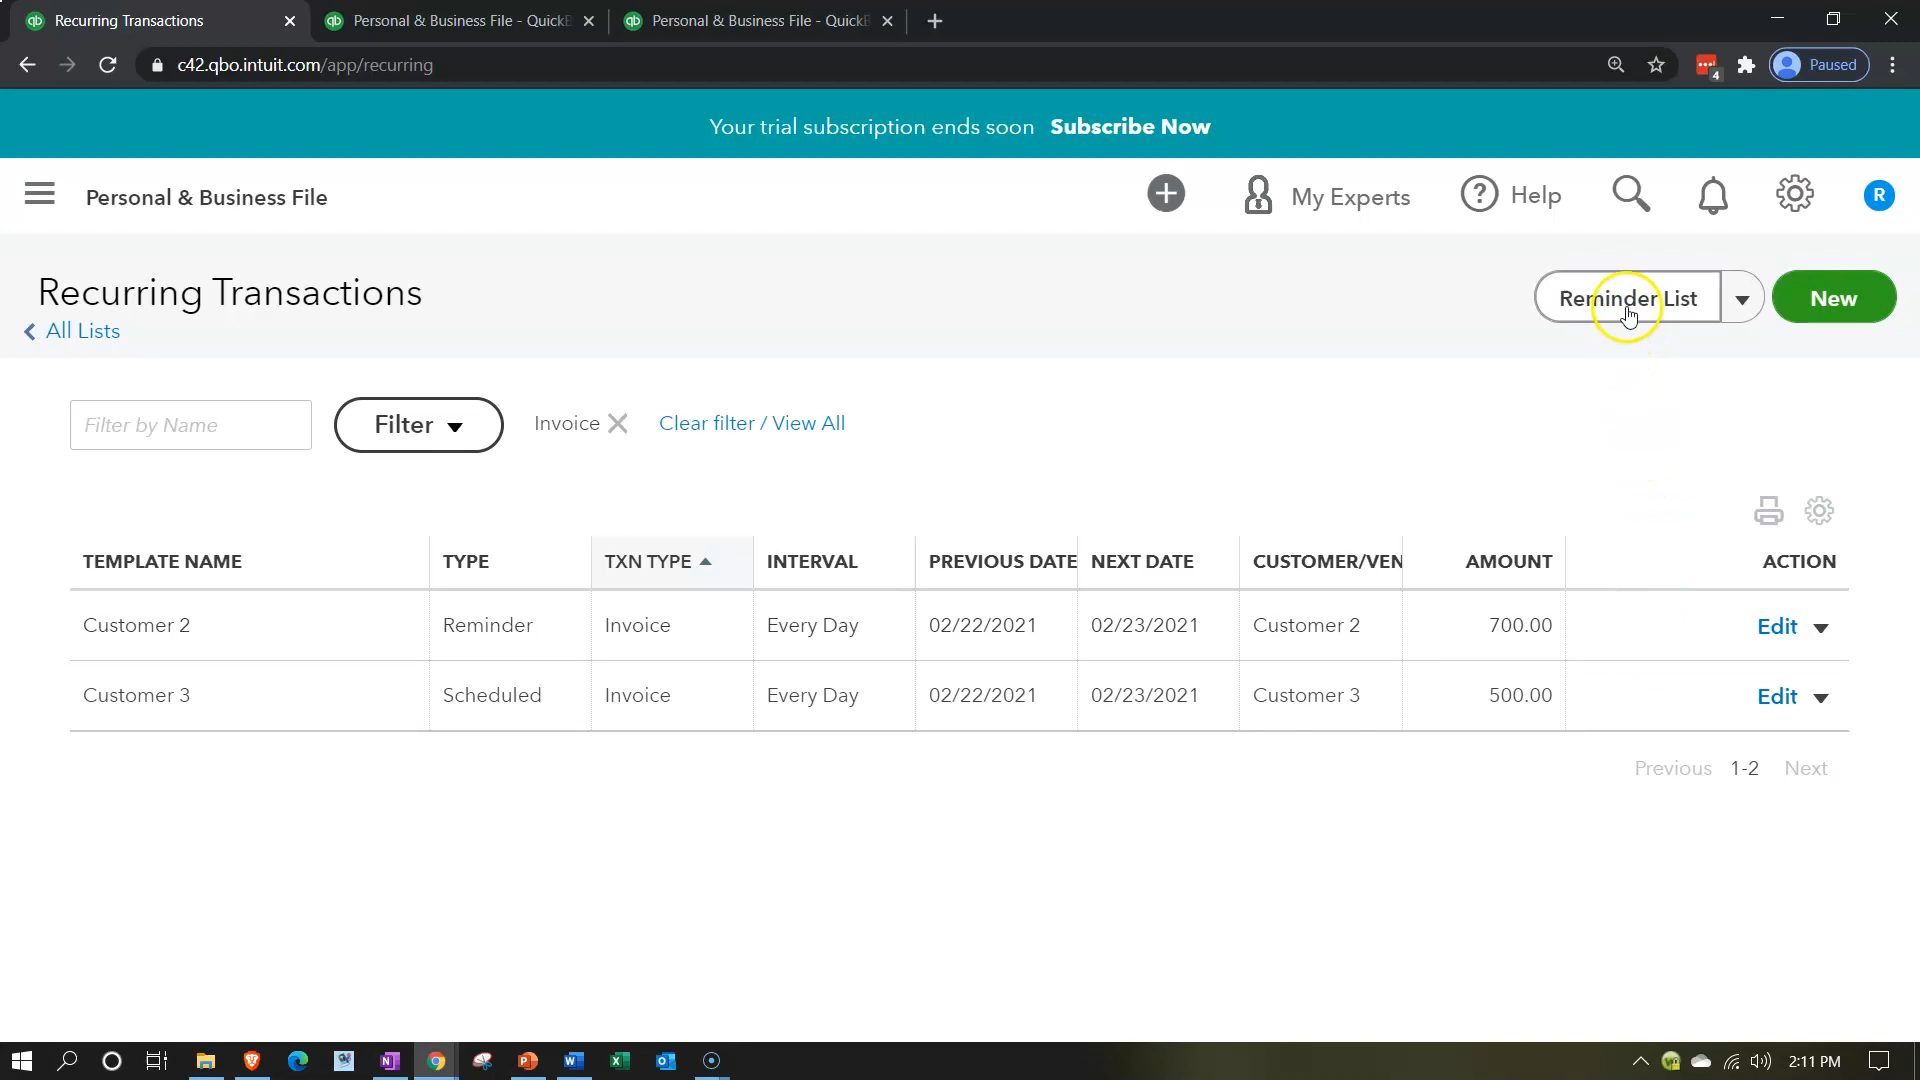 Recurring Transactions
Personal & Business File - QuickB
Personal & Business File - QuickB
c42.qbo.intuit.com/app/recurring
4
Paused
Your trial subscription ends soon Subscribe Now
Personal & Business File
My Experts
Help
R
Recurring Transactions
All Lists
Reminder List
New
Filter by Name
Filter
Invoice
Clear filter / View All
TEMPLATE NAME TYPE TXN TYPE INTERVAL PREVIOUS DATE NEXT DATE CUSTOMER/VEN AMOUNT ACTION
Customer 2 Reminder Invoice Every Day 02/22/2021 02/23/2021 Customer 2 700.00 Edit
Customer 3 Scheduled Invoice Every Day 02/22/2021 02/23/2021 Customer 3 500.00 Edit
Previous 1-2 Next
2:11 PM